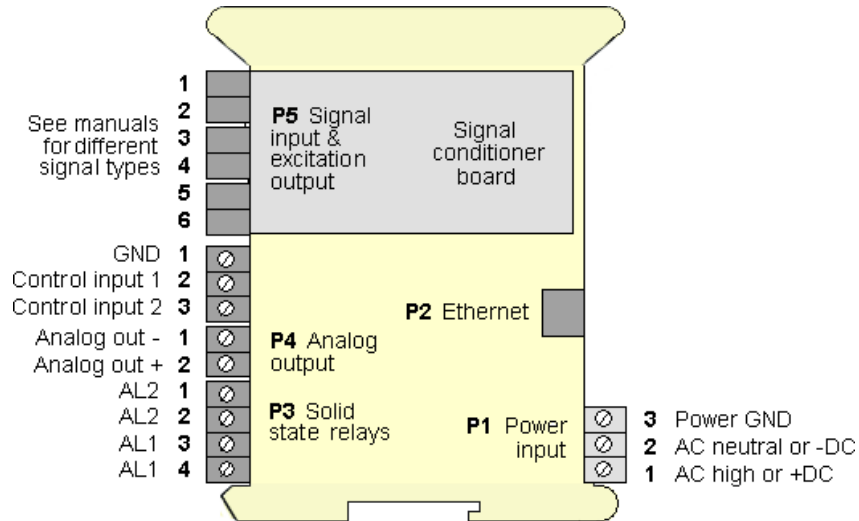 See manuals
for different
signal types
1
2
3
4
5
6
P5 Signal
input &
excitation
output
Signal
conditioner
board
GND 1
Control input 1 2
Control input 2 3
Analog out - 1
Analog out + 2
P4 Analog
output
P2 Ethernet
AL2 1
AL2 2
AL1 3
AL1 4
P3 Solid
state relays
P1 Power
input
3 Power GND
2 AC neutral or -DC
1 AC high or +DC